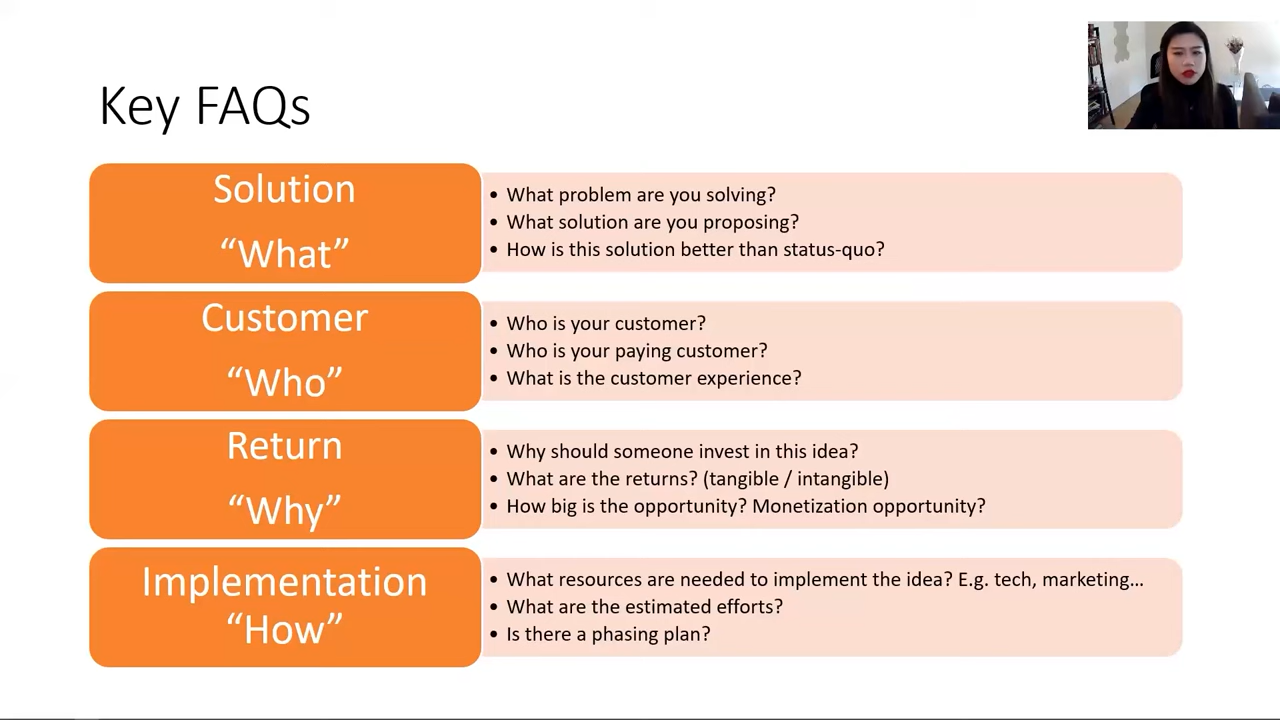 Key FAQs
Solution
“What”
• What problem are you solving?
• What solution are you proposing?
• How is this solution better than status-quo?
Customer
“Who”
• Who is your customer?
• Who is your paying customer?
• What is the customer experience?
Return
“Why”
• Why should someone invest in this idea?
• What are the returns? (tangible / intangible)
• How big is the opportunity? Monetization opportunity?
Implementation
“How”
• What resources are needed to implement the idea? E.g. tech, marketing…
• What are the estimated efforts?
• Is there a phasing plan?